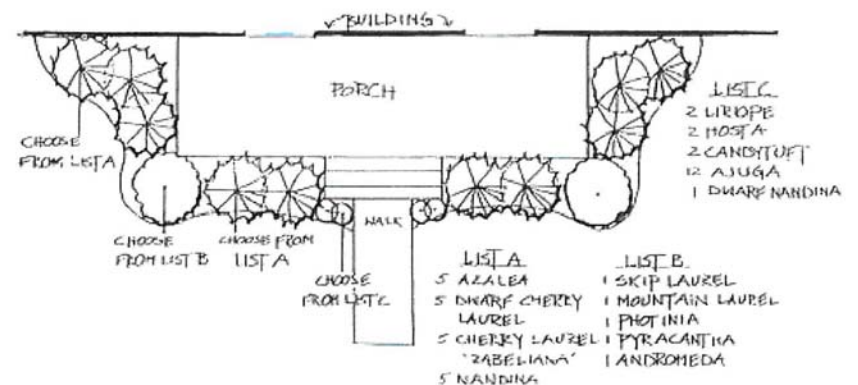 BUILDING
PORCH
CHOOSE
FROM LIST A
LIST C
2 LIRIOPE
2 HOSTA
2 CANDYTUFT
12 AJUGA
1 DWARF NANDINA
WALK
CHOOSE
FROM LIST B
CHOOSE FROM
LIST A
CHOOSE
FROM LIST C
LIST A
5 AZALEA
5 DWARF CHERRY
LAUREL
5 CHERRY LAUREL
'ZABELIANA'
5 NANDINA
LIST B
1 SKIP LAUREL
1 MOUNTAIN LAUREL
1 PHOTINIA
1 PYRACANTHA
1 ANDROMEDA